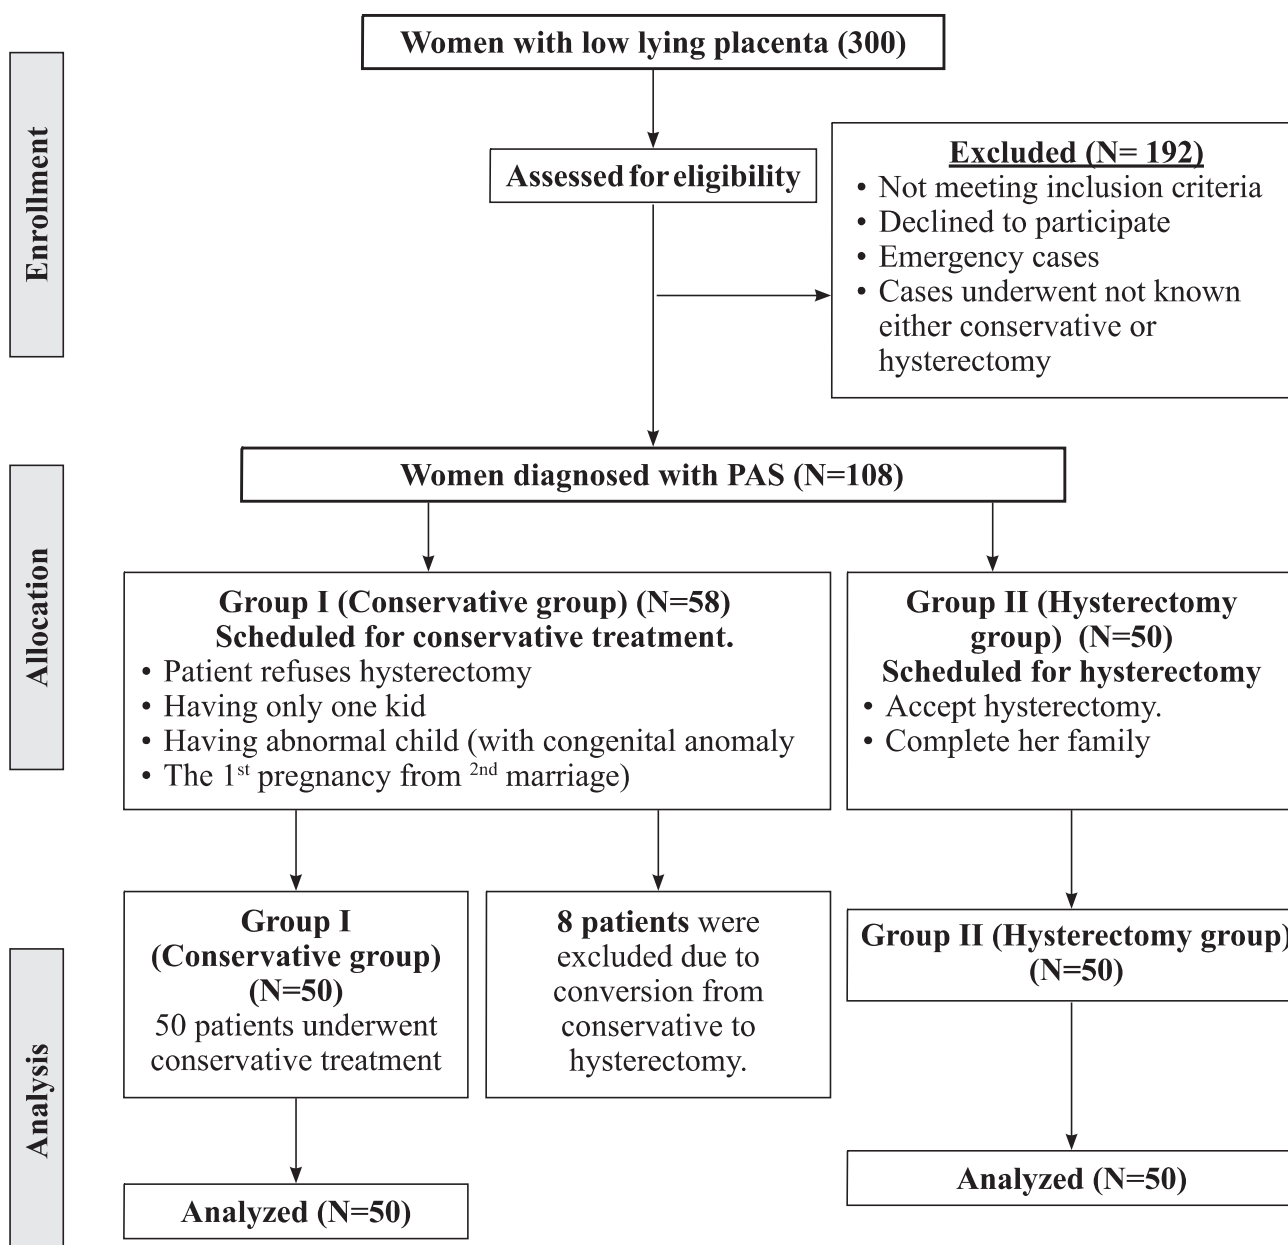 Women with low lying placenta (300)
Enrollment
Assessed for eligibility
Excluded (N= 192)
• Not meeting inclusion criteria
• Declined to participate
• Emergency cases
• Cases underwent not known
either conservative or
hysterectomy
Women diagnosed with PAS (N=108)
Allocation
Group I (Conservative group) (N=58)
Scheduled for conservative treatment.
• Patient refuses hysterectomy
• Having only one kid
• Having abnormal child (with congenital anomaly
• The 1st pregnancy from 2nd marriage)
Group II (Hysterectomy
group) (N=50)
Scheduled for hysterectomy
• Accept hysterectomy.
• Complete her family
Analysis
Group I
(Conservative group)
(N=50)
50 patients underwent
conservative treatment
8 patients were
excluded due to
conversion from
conservative to
hysterectomy.
Group II (Hysterectomy group)
(N=50)
Analyzed (N=50)
Analyzed (N=50)